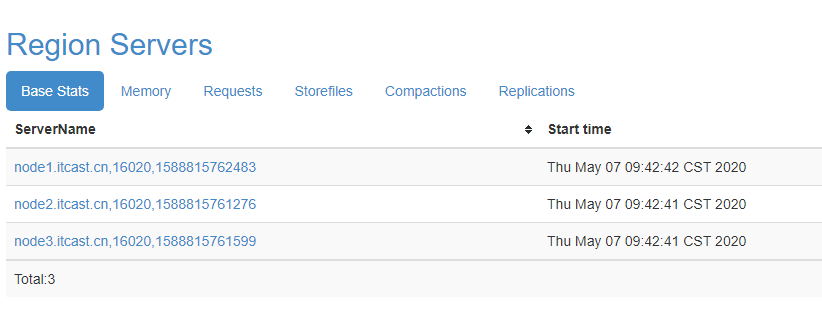 Region Servers
Base Stats Memory Requests Storefiles Compactions Replications
ServerName Start time
node1.itcast.cn,16020,1588815762483 Thu May 07 09:42:42 CST 2020
node2.itcast.cn,16020,1588815761276 Thu May 07 09:42:41 CST 2020
node3.itcast.cn,16020,1588815761599 Thu May 07 09:42:41 CST 2020
Total:3